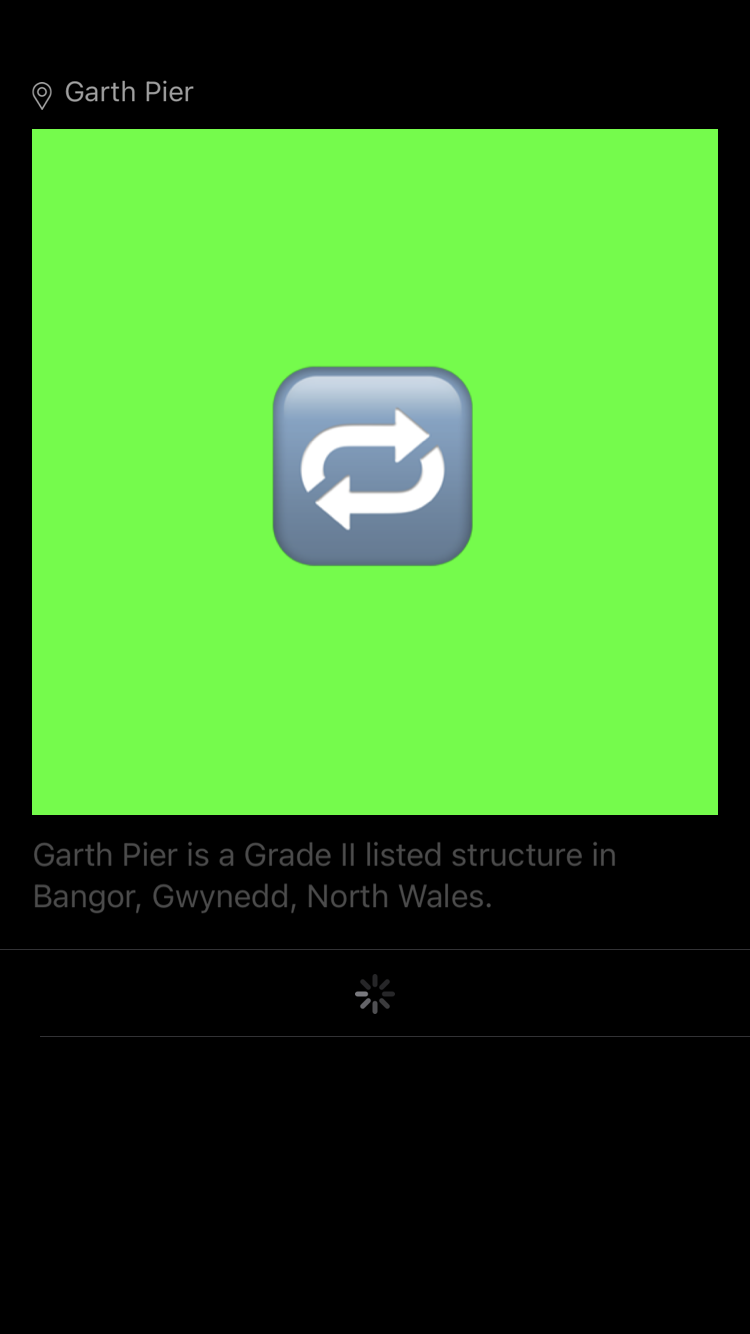 Garth Pier
Garth Pier is a Grade II listed structure in
Bangor, Gwynedd, North Wales.